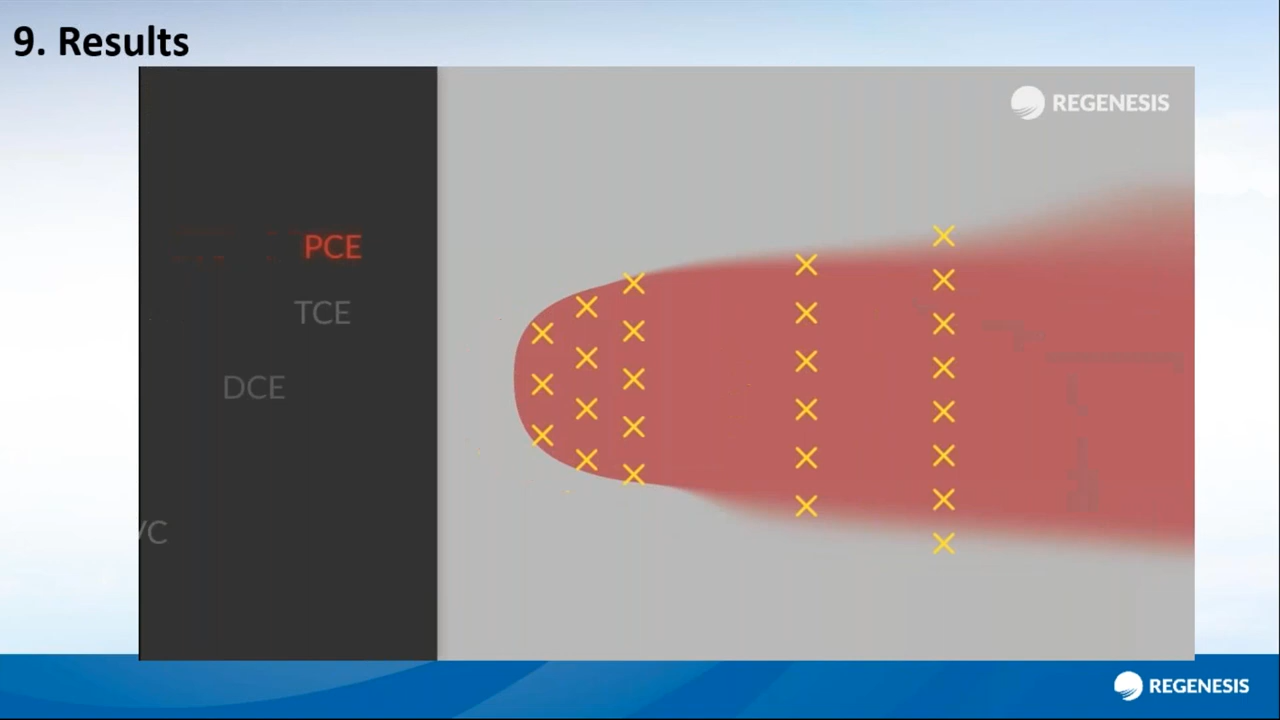 9. Results
REGENESIS
PCE
TCE
DCE
VC
REGENESIS